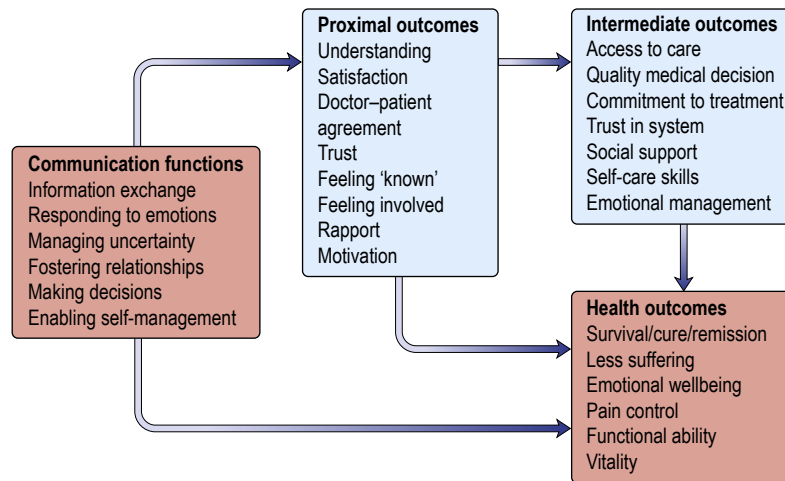 Communication functions
Information exchange
Responding to emotions
Managing uncertainty
Fostering relationships
Making decisions
Enabling self-management
Proximal outcomes
Understanding
Satisfaction
Doctor–patient
agreement
Trust
Feeling ‘known’
Feeling involved
Rapport
Motivation
Intermediate outcomes
Access to care
Quality medical decision
Commitment to treatment
Trust in system
Social support
Self-care skills
Emotional management
Health outcomes
Survival/cure/remission
Less suffering
Emotional wellbeing
Pain control
Functional ability
Vitality